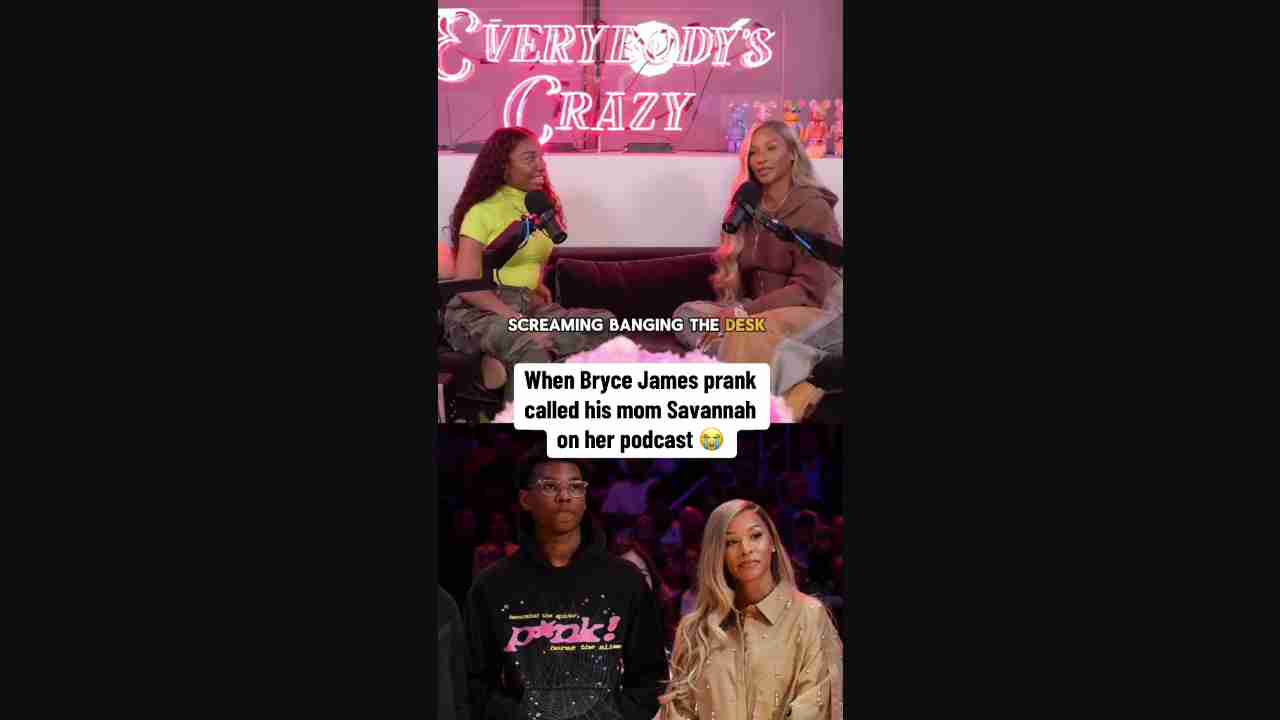 EVERYBODY'S
CRAZY
SCREAMING BANGING THE DESK
When Bryce James prank
called his mom Savannah
on her podcast 😭
p*nk!